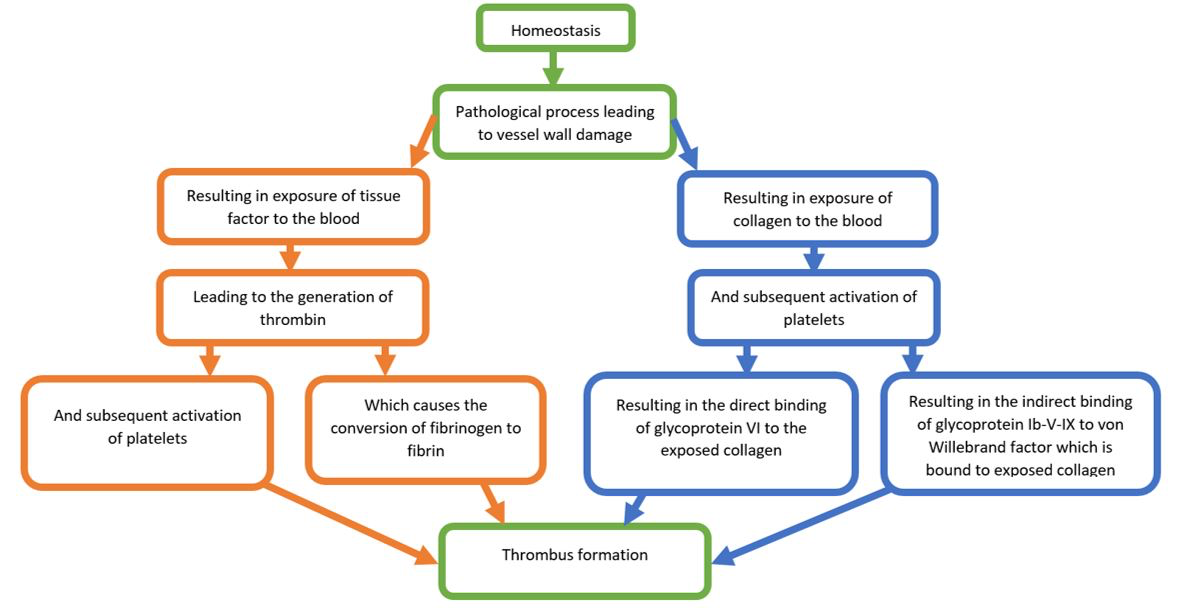 Homeostasis
Pathological process leading
to vessel wall damage
Resulting in exposure of tissue
factor to the blood
Resulting in exposure of
collagen to the blood
Leading to the generation of
thrombin
And subsequent activation of
platelets
And subsequent activation
of platelets
Which causes the
conversion of fibrinogen to
fibrin
Resulting in the direct binding
of glycoprotein VI to the
exposed collagen
Resulting in the indirect binding
of glycoprotein Ib-V-IX to von
Willebrand factor which is
bound to exposed collagen
Thrombus formation